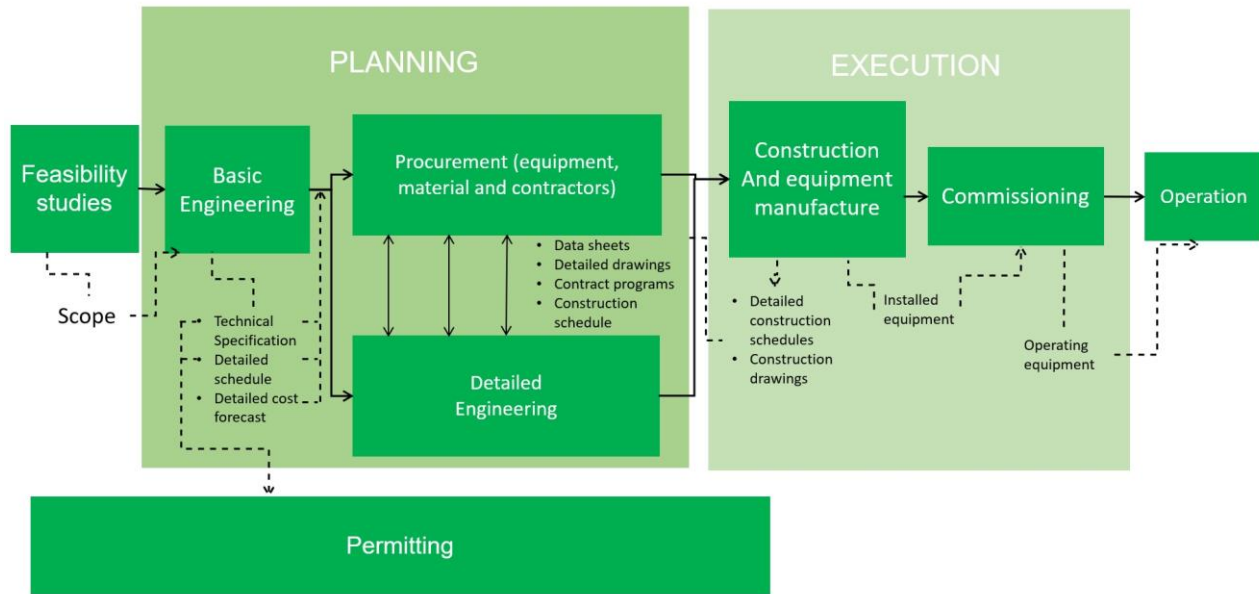 PLANNING
EXECUTION
Feasibility
studies
Basic
Engineering
Procurement (equipment,
material and contractors)
Construction
And equipment
manufacture
Commissioning
Operation
• Data sheets
• Detailed drawings
• Contract programs
• Construction
schedule
Scope
• Technical
Specification
• Detailed
schedule
• Detailed cost
forecast
Detailed
Engineering
• Detailed
construction
schedules
• Construction
drawings
Installed
equipment
Operating
equipment
Permitting